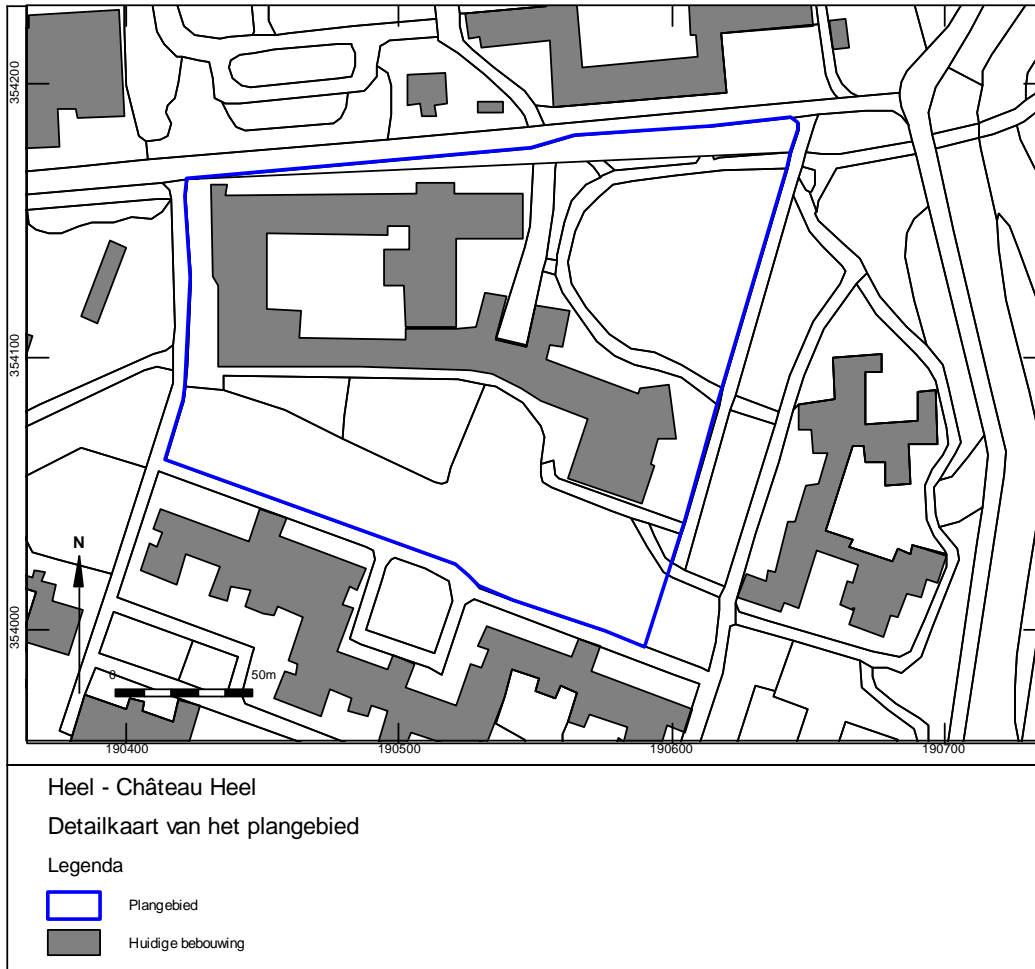 354200
354100
354000
N
0 50m
190400 190500 190600 190700
Heel - Château Heel
Detailkaart van het plangebied
Legenda
Plangebied
Huidige bebouwing